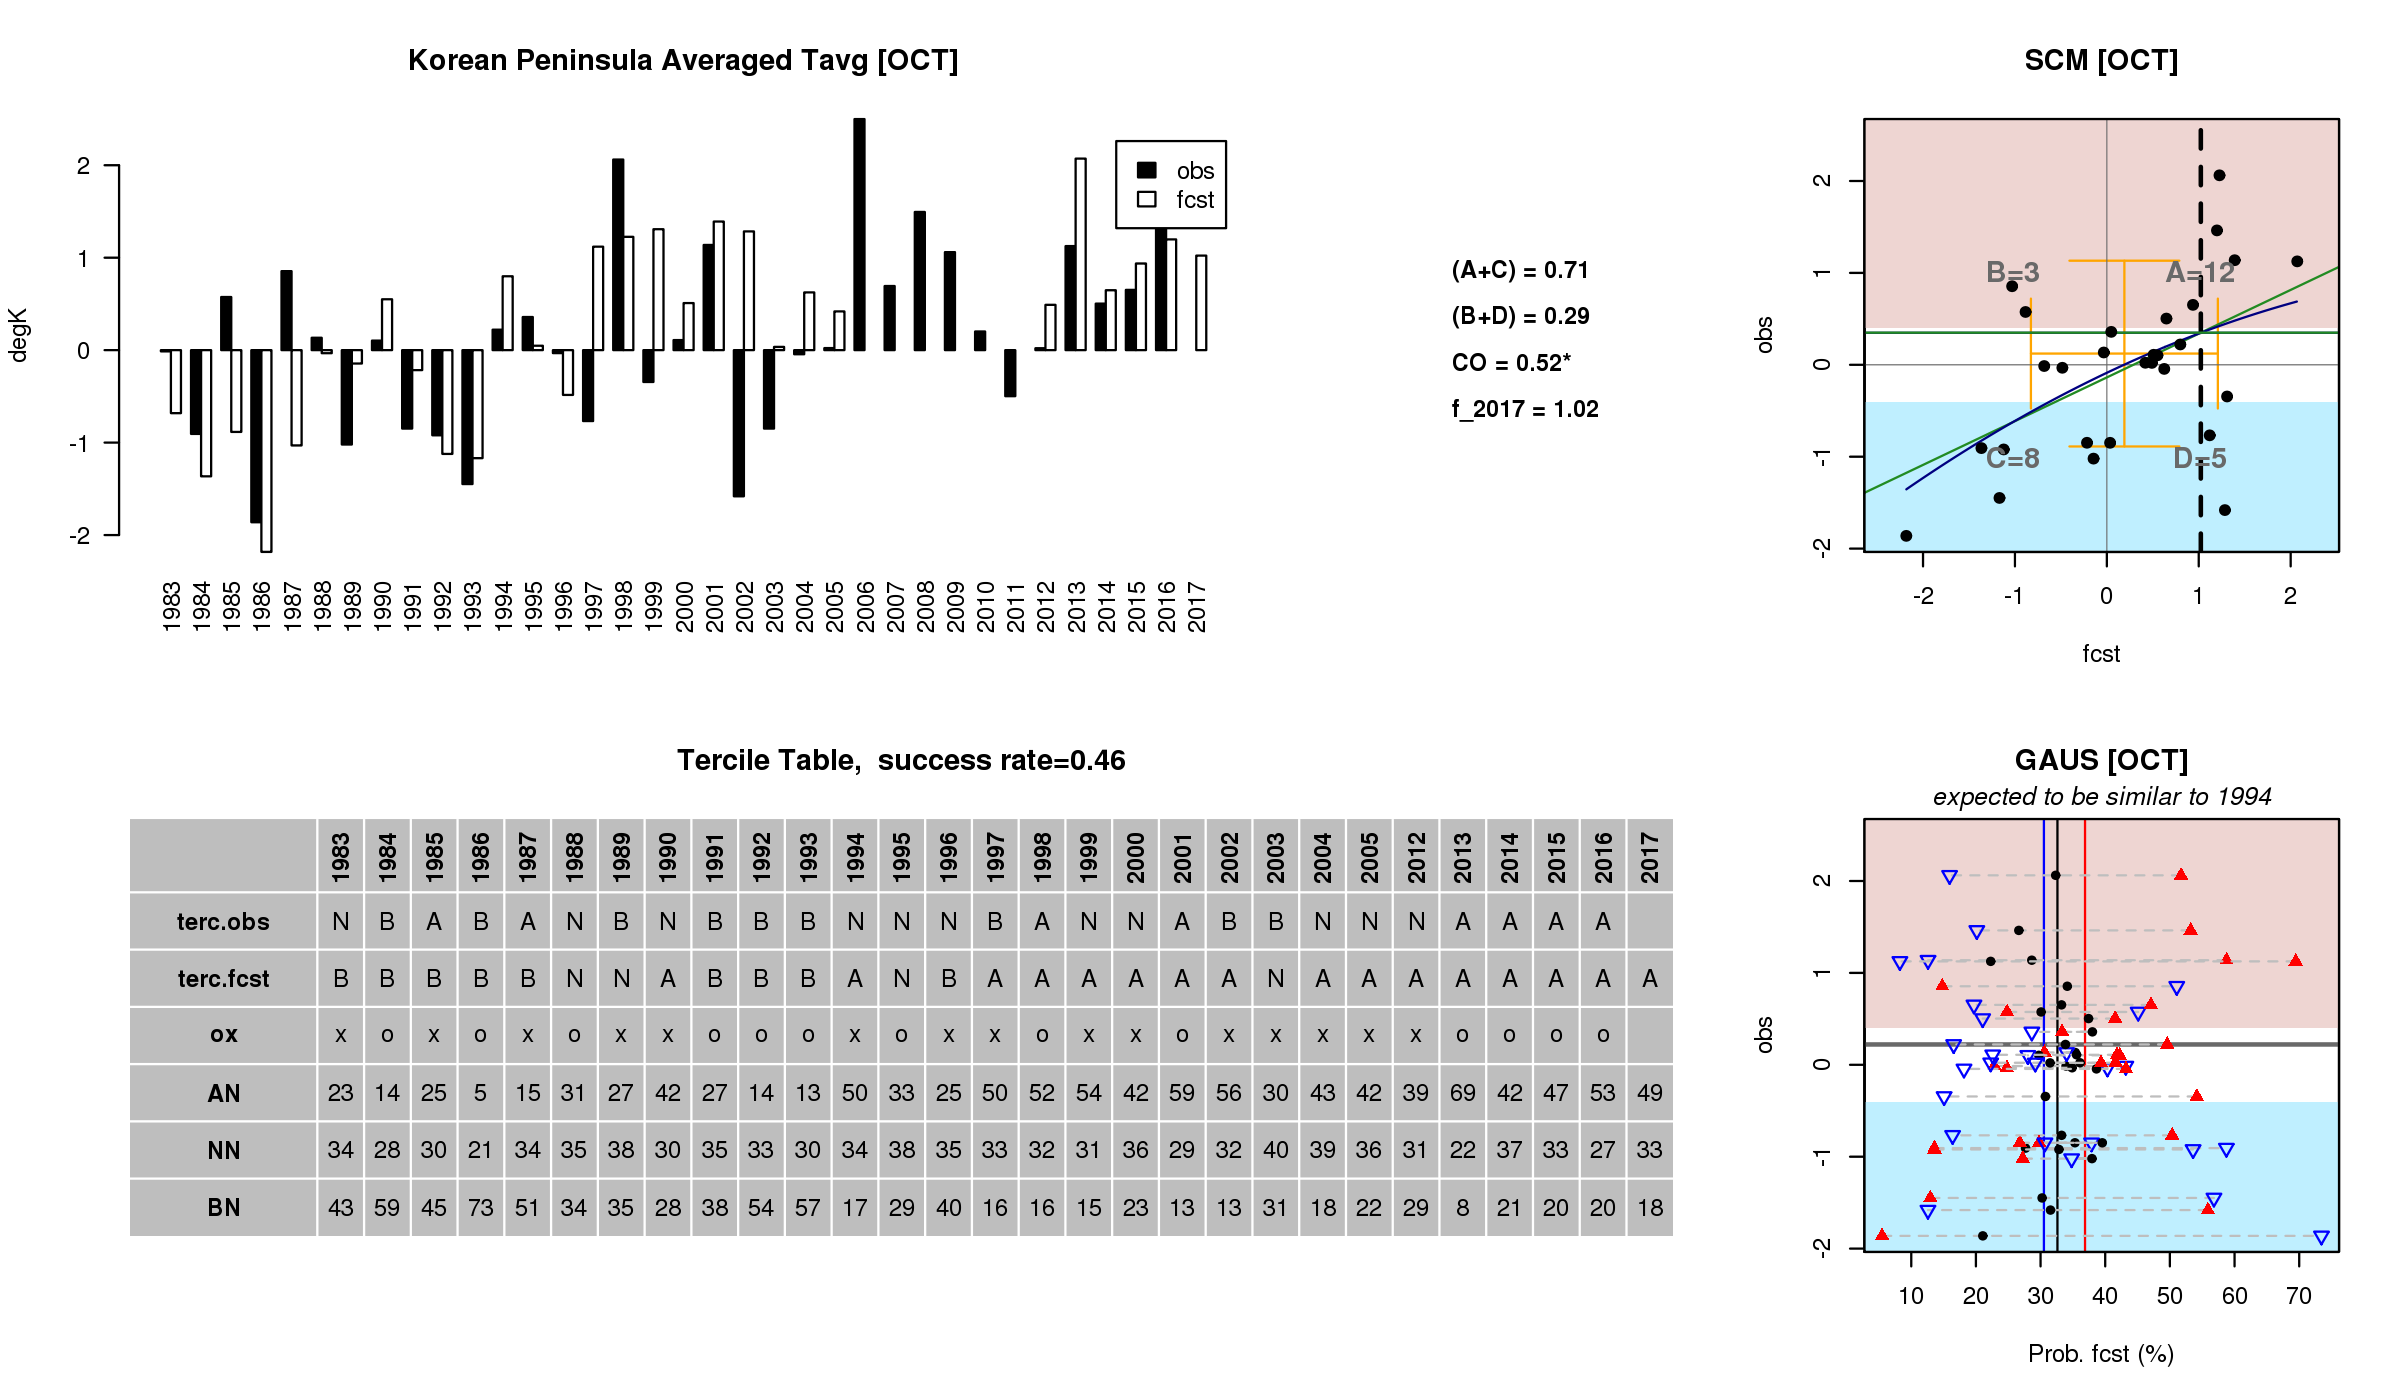 Korean Peninsula Averaged Tavg [OCT]
degK
2
1
0
-1
-2
obs
fcst
1983 1984 1985 1986 1987 1988 1989 1990 1991 1992 1993 1994 1995 1996 1997 1998 1999 2000 2001 2002 2003 2004 2005 2006 2007 2008 2009 2010 2011 2012 2013 2014 2015 2016 2017
(A+C) = 0.71
(B+D) = 0.29
CO = 0.52*
f_2017 = 1.02
SCM [OCT]
obs
2
1
0
-1
-2
B=3 A=12
C=8 D=5
-2 -1 0 1 2
fcst
Tercile Table,  success rate=0.46
1983 1984 1985 1986 1987 1988 1989 1990 1991 1992 1993 1994 1995 1996 1997 1998 1999 2000 2001 2002 2003 2004 2005 2012 2013 2014 2015 2016 2017
terc.obs N B A B A N B N B B B N N N B A N N A B B N N N A A A A
terc.fcst B B B B B N N A B B B A N B A A A A A A N A A A A A A A A
ox x o x o x o x x o o o x o x x o x x o x x x x x o o o o
AN 23 14 25 5 15 31 27 42 27 14 13 50 33 25 50 52 54 42 59 56 30 43 42 39 69 42 47 53 49
NN 34 28 30 21 34 35 38 30 35 33 30 34 38 35 33 32 31 36 29 32 40 39 36 31 22 37 33 27 33
BN 43 59 45 73 51 34 35 28 38 54 57 17 29 40 16 16 15 23 13 13 31 18 22 29 8 21 20 20 18
GAUS [OCT]
expected to be similar to 1994
obs
2
1
0
-1
-2
10 20 30 40 50 60 70
Prob. fcst (%)